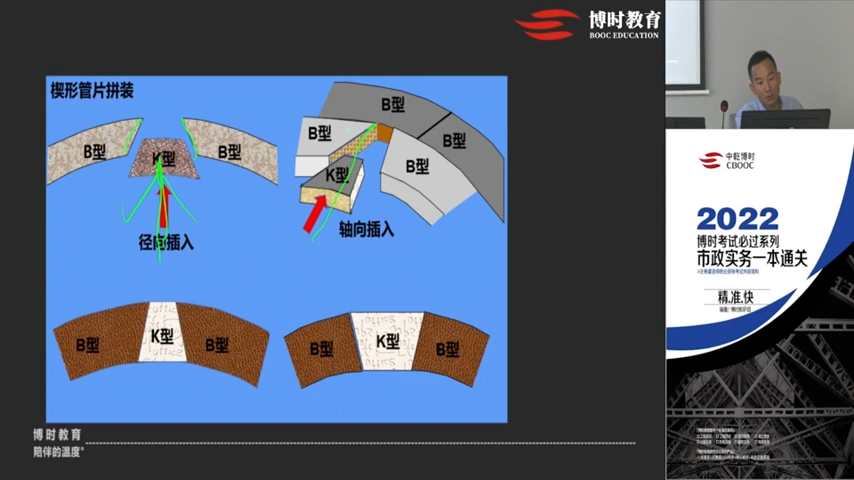 博时教育
BOOC EDUCATION
楔形管片拼装
B型
K型
B型
径向插入
B型
B型
B型
B型
K型
轴向插入
B型
K型
B型
B型
K型
B型
博时教育
陪伴的温度
中乾博时
CBOOC
2022
博时考试必过系列
市政实务一本通关
精,准,快